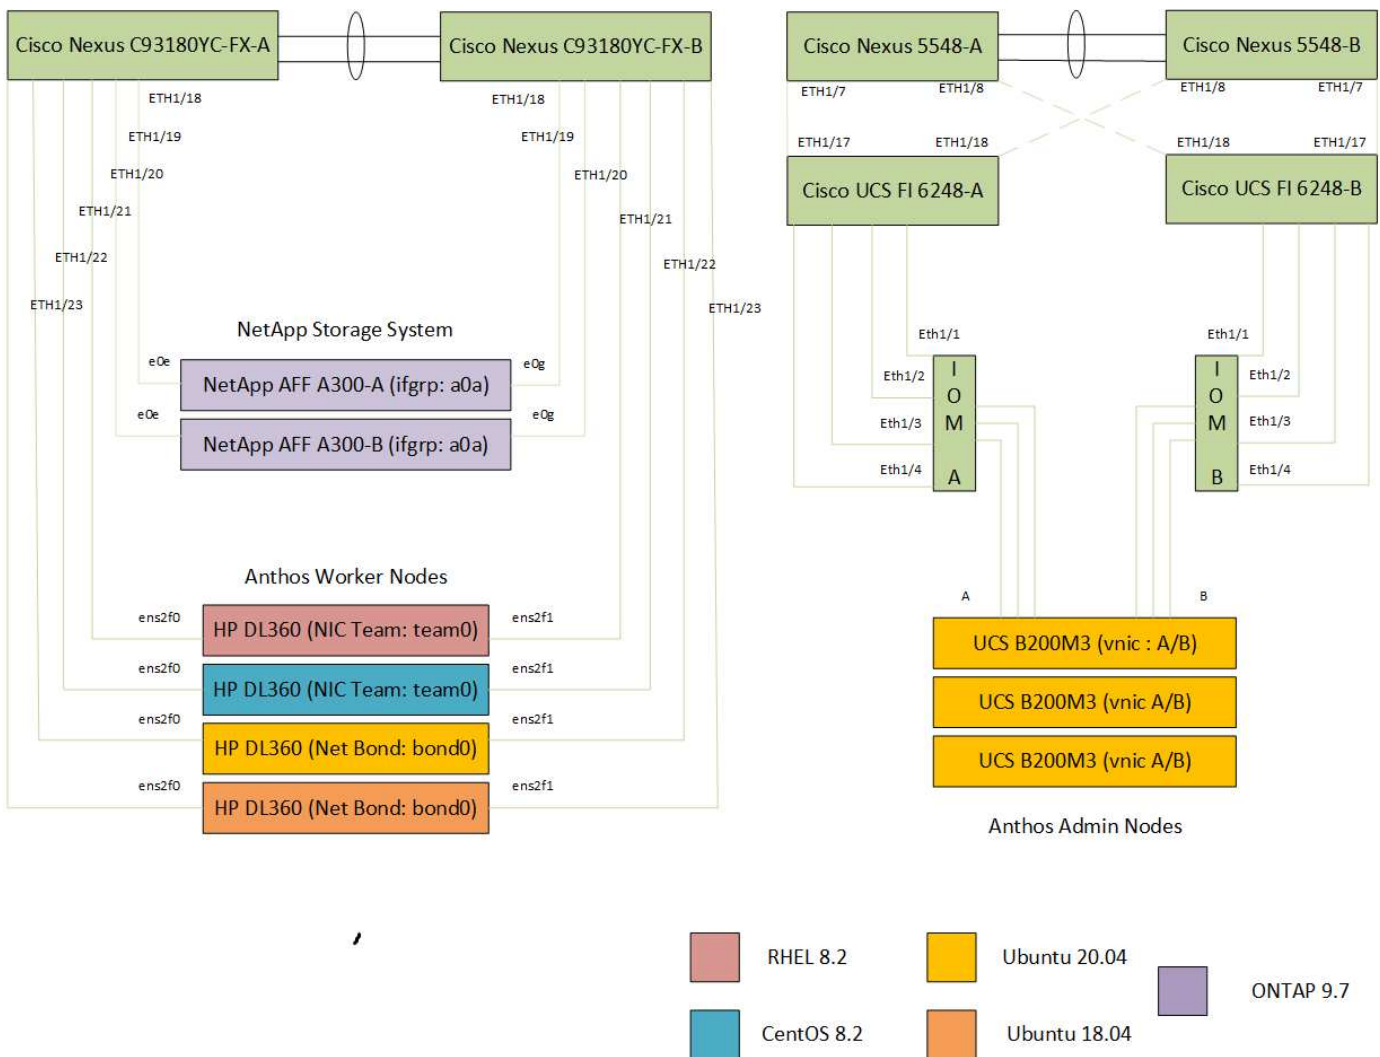 Cisco Nexus C93180YC-FX-A
Cisco Nexus C93180YC-FX-B
Cisco Nexus 5548-A
Cisco Nexus 5548-B
ETH1/18
ETH1/19
ETH1/20
ETH1/21
ETH1/22
ETH1/23
ETH1/18
ETH1/19
ETH1/20
ETH1/21
ETH1/22
ETH1/23
NetApp Storage System
e0e
NetApp AFF A300-A (ifgrp: a0a)
e0g
e0e
NetApp AFF A300-B (ifgrp: a0a)
e0g
Anthos Worker Nodes
ens2f0
HP DL360 (NIC Team: team0)
ens2f1
ens2f0
HP DL360 (NIC Team: team0)
ens2f1
ens2f0
HP DL360 (Net Bond: bond0)
ens2f1
ens2f0
HP DL360 (Net Bond: bond0)
ens2f1
ETH1/7
ETH1/8
ETH1/8
ETH1/7
ETH1/17
ETH1/18
ETH1/18
ETH1/17
Cisco UCS FI 6248-A
Cisco UCS FI 6248-B
Eth1/1
Eth1/2
Eth1/3
Eth1/4
I
O
M
A
Eth1/1
Eth1/2
Eth1/3
Eth1/4
I
O
M
B
A
B
UCS B200M3 (vnic : A/B)
UCS B200M3 (vnic A/B)
UCS B200M3 (vnic A/B)
Anthos Admin Nodes
RHEL 8.2
Ubuntu 20.04
ONTAP 9.7
CentOS 8.2
Ubuntu 18.04